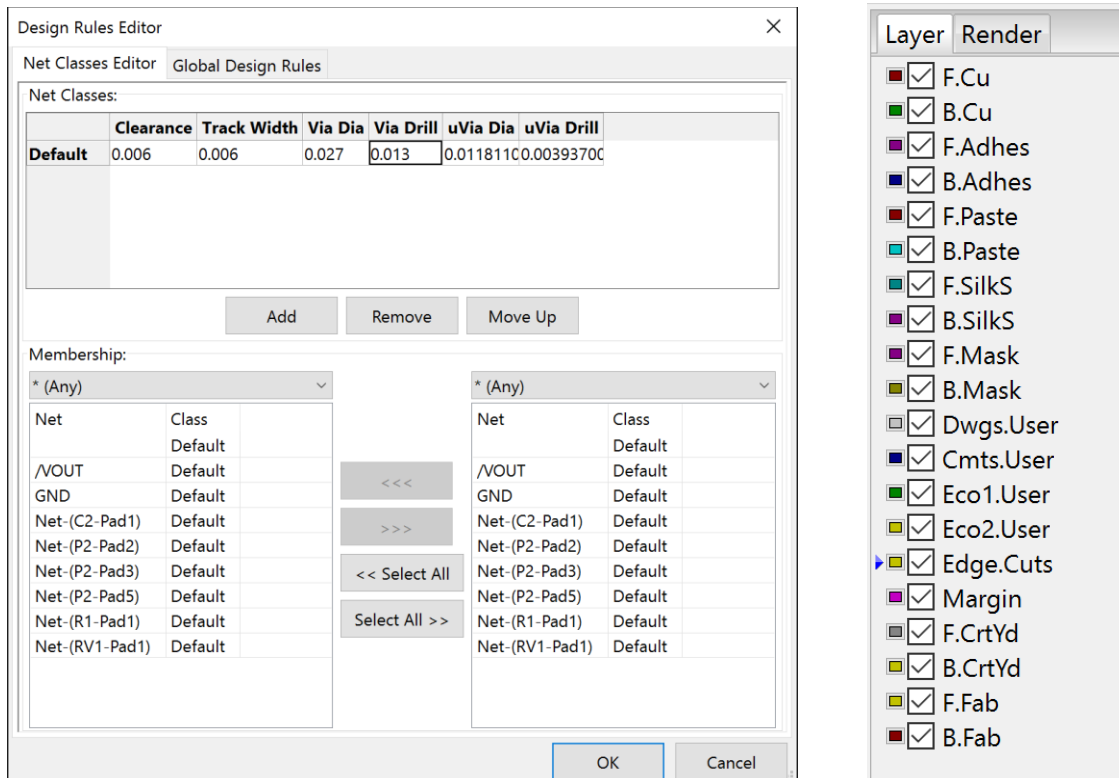 Design Rules Editor
Net Classes Editor Global Design Rules
Net Classes:
Clearance Track Width Via Dia Via Drill uVia Dia uVia Drill
Default 0.006 0.006 0.027 0.013 0.011811 0.00393700
Add Remove Move Up
Membership:
* (Any) * (Any)
Net Class Net Class
Default Default
/VOUT Default <<< /VOUT Default
GND Default GND Default
Net-(C2-Pad1) Default >>> Net-(C2-Pad1) Default
Net-(P2-Pad2) Default Net-(P2-Pad2) Default
Net-(P2-Pad3) Default << Select All Net-(P2-Pad3) Default
Net-(P2-Pad5) Default Net-(P2-Pad5) Default
Net-(R1-Pad1) Default Select All >> Net-(R1-Pad1) Default
Net-(RV1-Pad1) Default Net-(RV1-Pad1) Default
OK Cancel
Layer Render
F.Cu
B.Cu
F.Adhes
B.Adhes
F.Paste
B.Paste
F.SilkS
B.SilkS
F.Mask
B.Mask
Dwgs.User
Cmts.User
Eco1.User
Eco2.User
Edge.Cuts
Margin
F.CrtYd
B.CrtYd
F.Fab
B.Fab